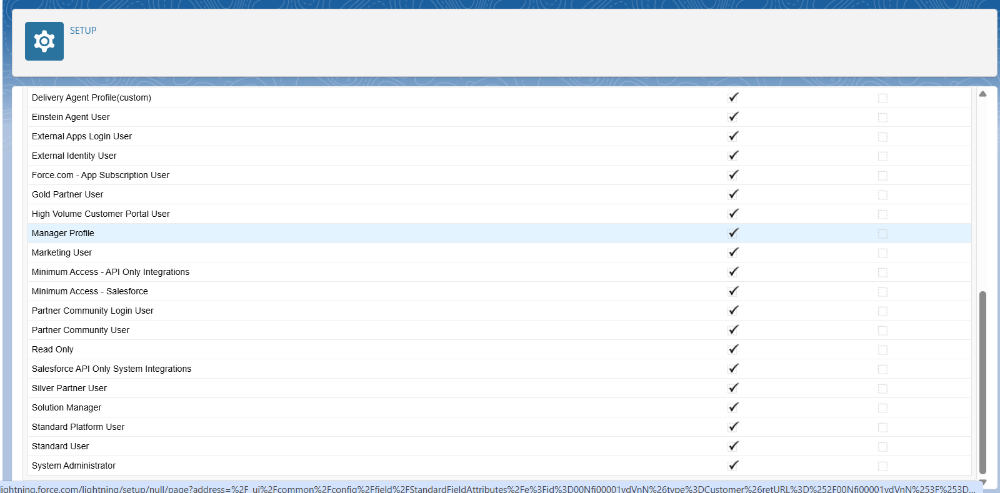 SETUP
Delivery Agent Profile(custom)
Einstein Agent User
External Apps Login User
External Identity User
Force.com - App Subscription User
Gold Partner User
High Volume Customer Portal User
Manager Profile
Marketing User
Minimum Access - API Only Integrations
Minimum Access - Salesforce
Partner Community Login User
Partner Community User
Read Only
Salesforce API Only System Integrations
Silver Partner User
Solution Manager
Standard Platform User
Standard User
System Administrator
lightning.force.com/lightning/setup/null/page?address=%2F_ui%2Fcommon%2Fconfig%2Ffield%2FStandardFieldAttributes%2Fe%3Fid%3D00Nfj00001vdVnN%26type%3DCustomer%26retURL%3D%252F00Nfj00001vdVnN%253F%253D...